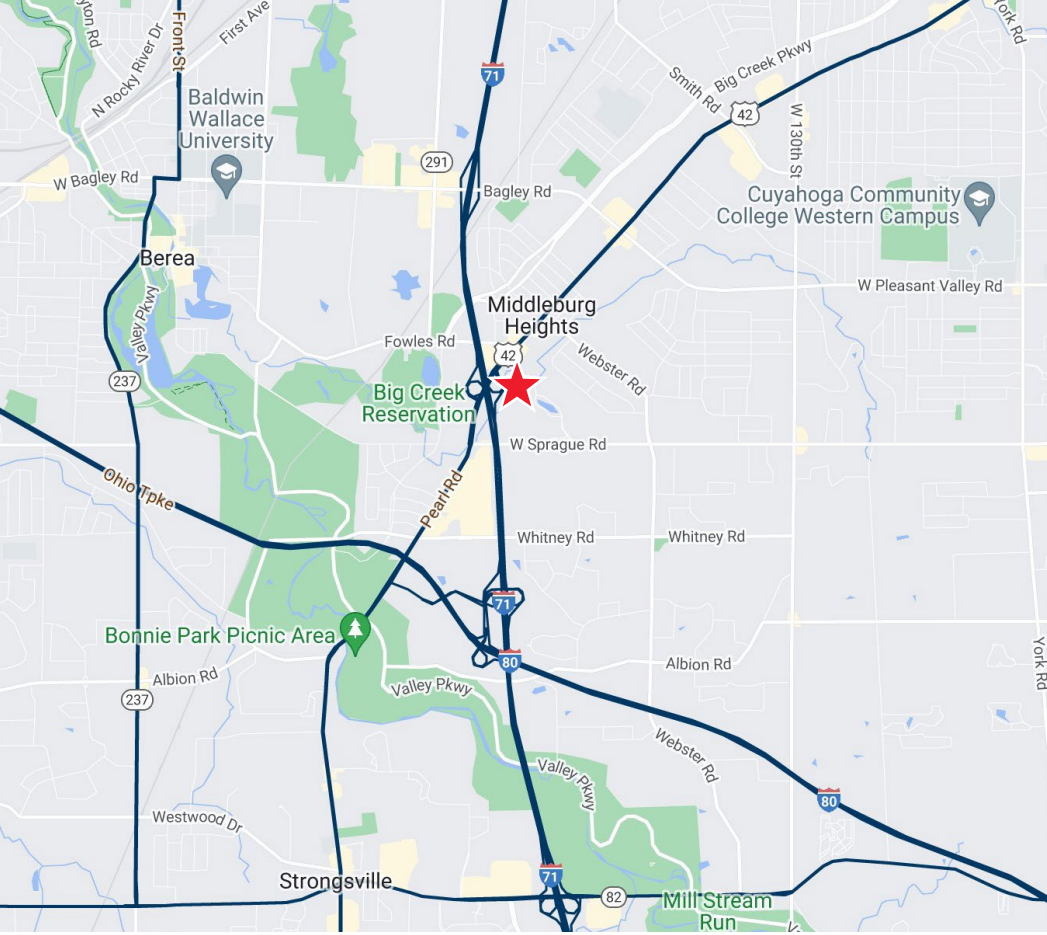 Front St
First Ave
N Rocky River Dr
71
Big Creek Pkwy
York Rd
Smith Rd
42
W 130th St
Baldwin
Wallace
University
291
W Bagley Rd
Bagley Rd
Cuyahoga Community
College Western Campus
Berea
W Pleasant Valley Rd
Valley Pkwy
Middleburg
Heights
Fowles Rd
42
Webster Rd
237
Big Creek
Reservation
W Sprague Rd
Ohio Tpke
Pearl Rd
Whitney Rd
Whitney Rd
71
Bonnie Park Picnic Area
80
Albion Rd
York Rd
Albion Rd
Valley Pkwy
237
Webster Rd
Valley Pkwy
80
Westwood Dr
71
Strongsville
82
Mill Stream
Run